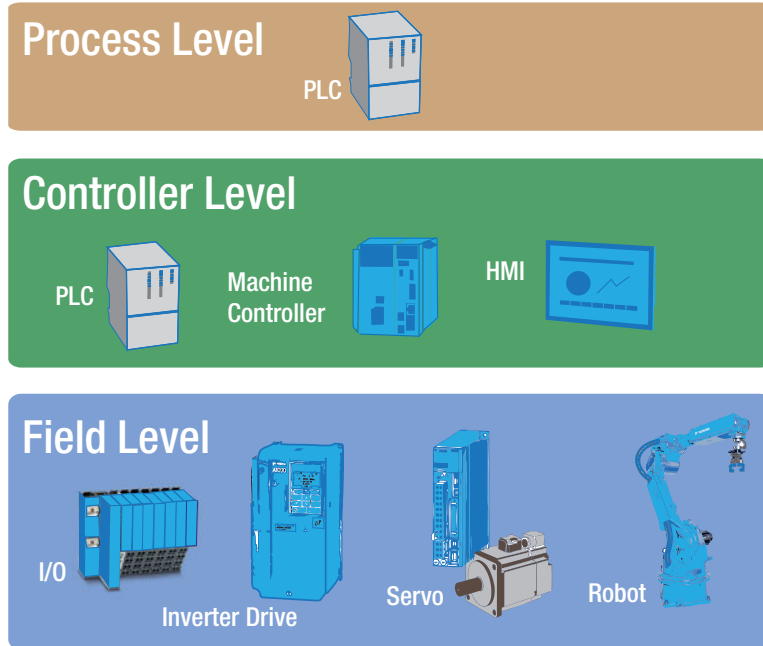 Process Level
PLC
Controller Level
PLC
Machine
Controller
HMI
Field Level
I/O
Inverter Drive
Servo
Robot